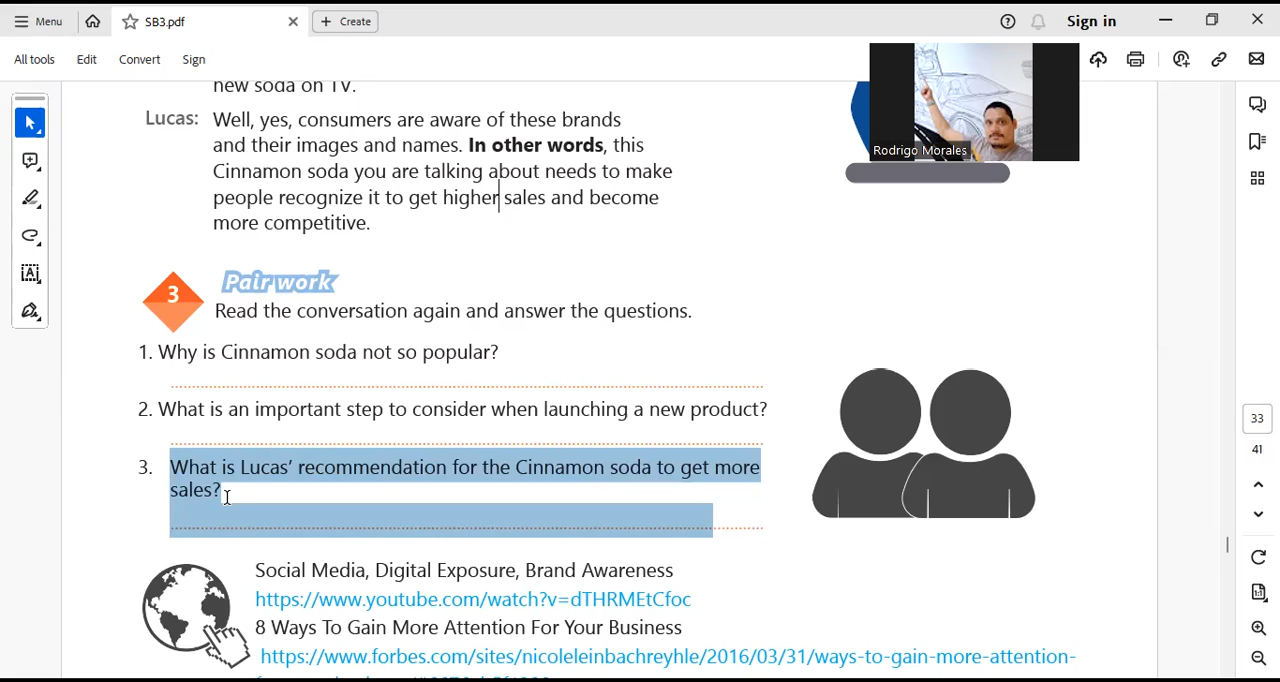 Menu
SB3.pdf
Create
Sign in
All tools
Edit
Convert
Sign
new soda on TV.
Lucas: Well, yes, consumers are aware of these brands
and their images and names. In other words, this
Cinnamon soda you are talking about needs to make
people recognize it to get higher sales and become
more competitive.
Rodrigo Morales
3
Pair work
Read the conversation again and answer the questions.
1. Why is Cinnamon soda not so popular?
2. What is an important step to consider when launching a new product?
3. What is Lucas’ recommendation for the Cinnamon soda to get more
sales?
33
41
Social Media, Digital Exposure, Brand Awareness
https://www.youtube.com/watch?v=dTHRMEtCfoc
8 Ways To Gain More Attention For Your Business
https://www.forbes.com/sites/nicoleleinbachreyhle/2016/03/31/ways-to-gain-more-attention-